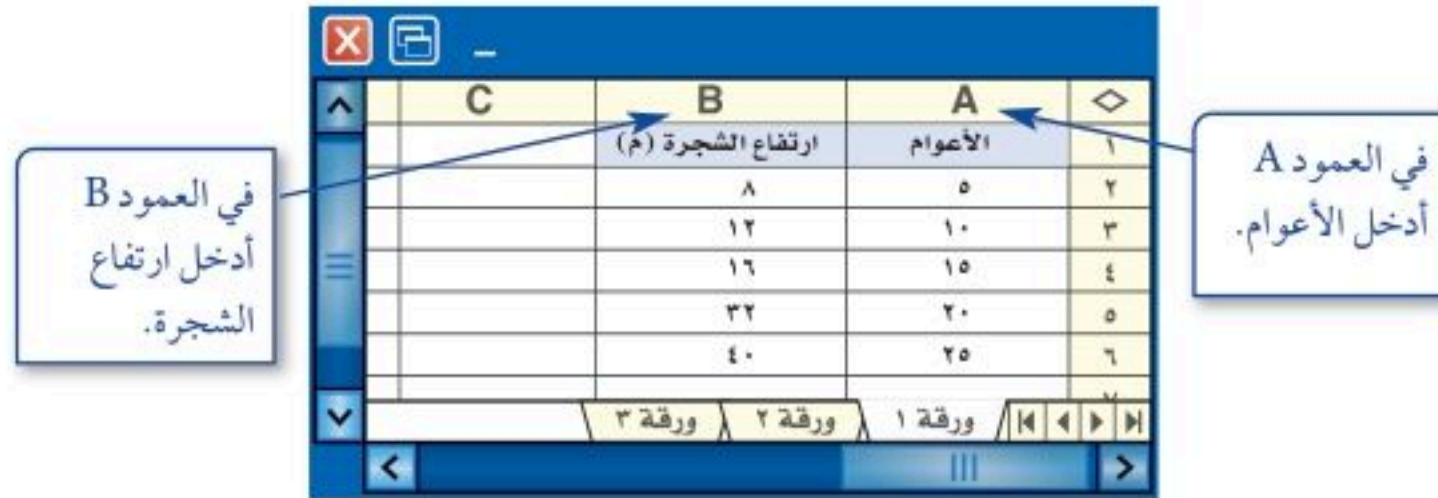 C B A
الأعوام ارتفاع الشجرة (م) ١
٢ ٥ ٨
٣ ١٠ ١٢
٤ ١٥ ١٦
٥ ٢٠ ٣٢
٦ ٢٥ ٤٠
ورقة ١ ورقة ٢ ورقة ٣
في العمود A
أدخل الأعوام.
في العمود B
أدخل ارتفاع
الشجرة.